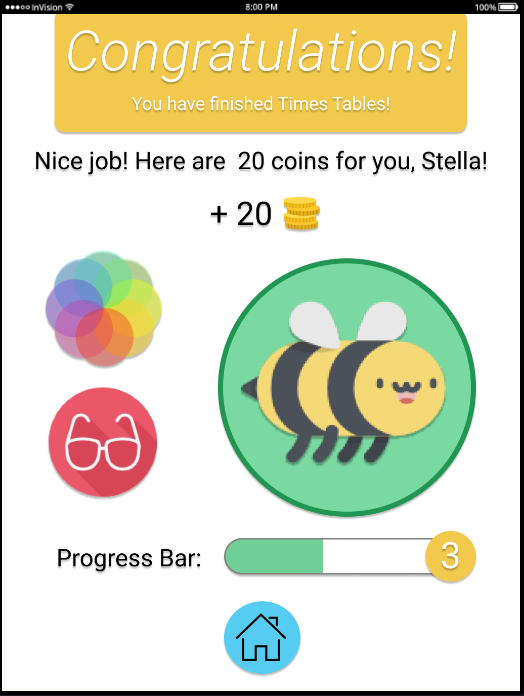 InVision 8:00 PM 100%
Congratulations!
You have finished Times Tables!
Nice job! Here are 20 coins for you, Stella!
+ 20
Progress Bar: 3